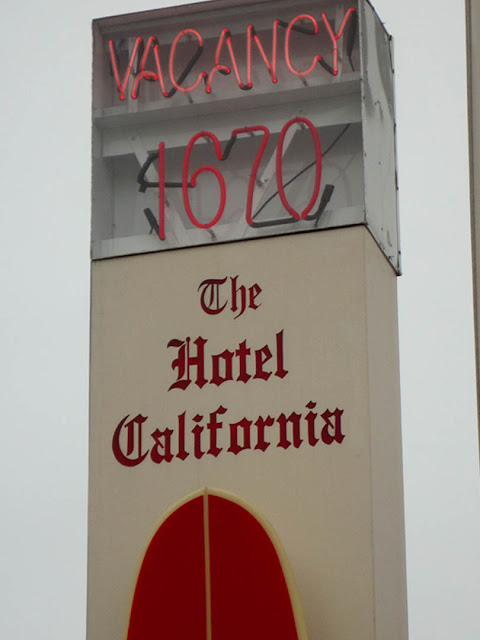 VACANCY
1670
The
Hotel
California